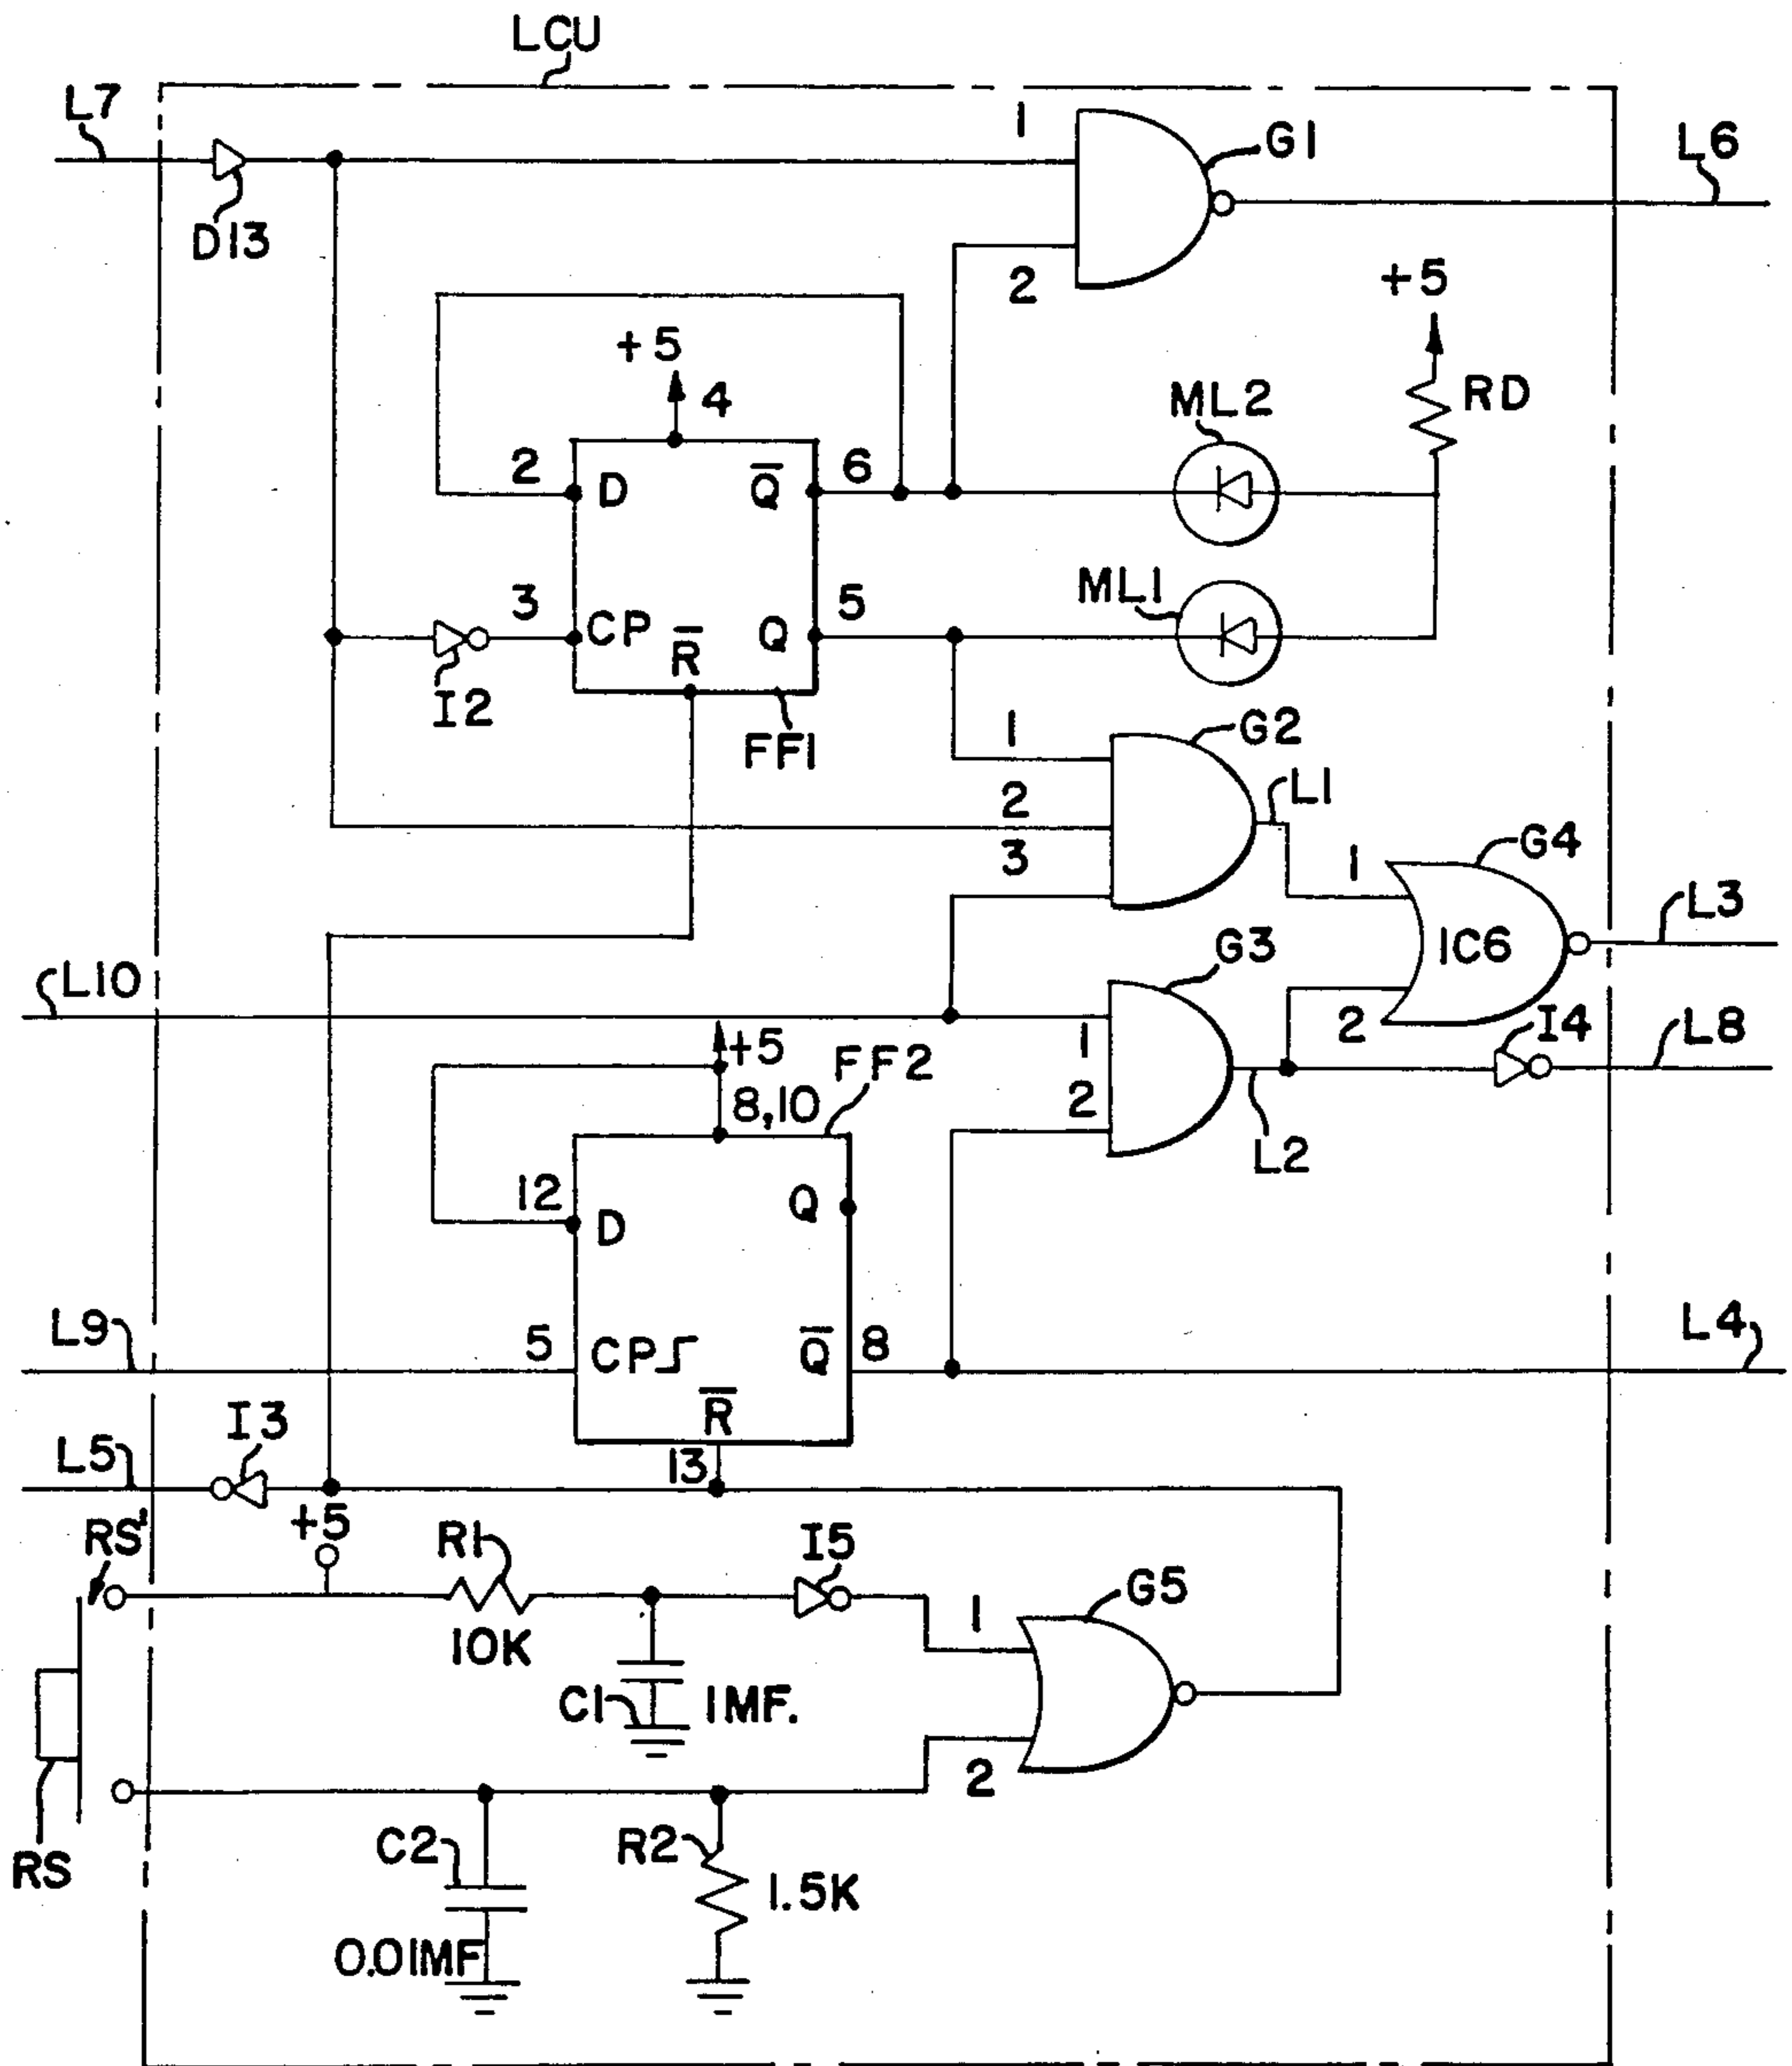 LCU
L7
1
G1
L6
D13
2
+5
+5
4
RD
ML2
2
D
Q̅
6
ML1
3
CP
R̅
Q
5
I2
FF1
1
G2
2
L1
3
1
G4
L3
IC6
G3
L10
2
I4
L8
+5
1
FF2
8,10
2
L2
12
D
Q
L9
5
CP
Q̅
8
L4
R̅
I3
L5
13
+5
RS'
R1
I5
G5
1
10K
C1
1MF.
2
C2
R2
RS
1.5K
0.01MF